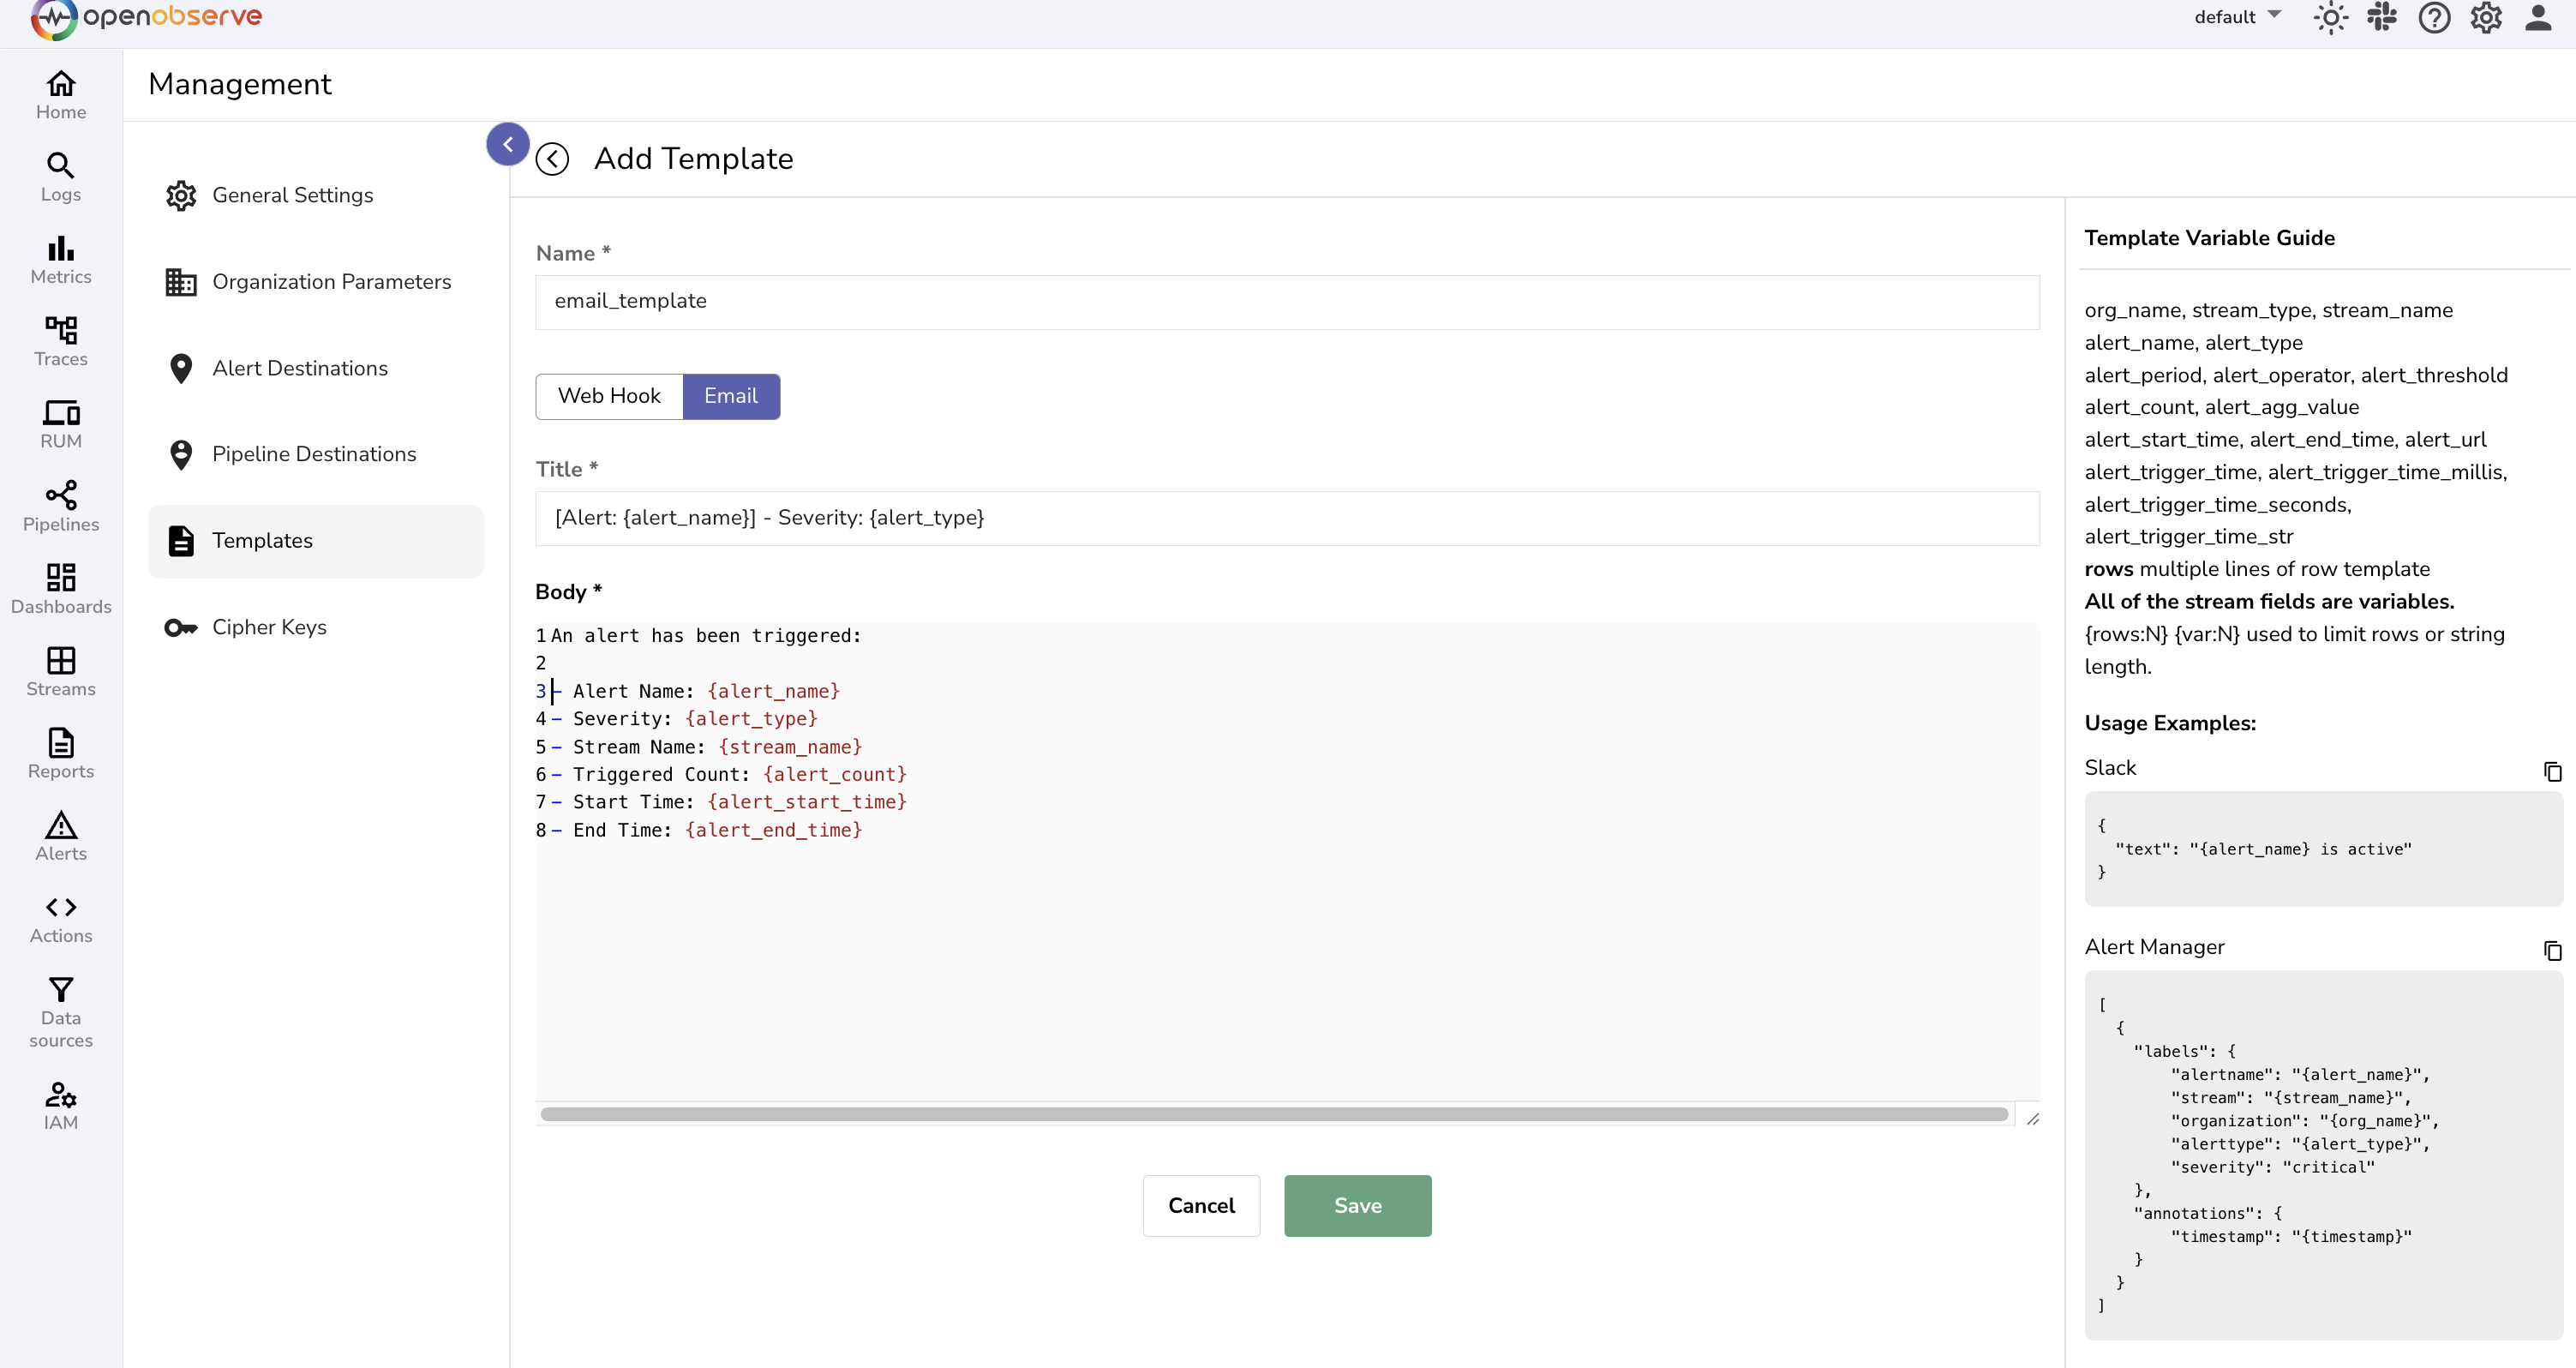 openobserve
default
Management
Home
Logs
Metrics
Traces
RUM
Pipelines
Dashboards
Streams
Reports
Alerts
Actions
Data
sources
IAM
General Settings
Organization Parameters
Alert Destinations
Pipeline Destinations
Templates
Cipher Keys
Add Template
Name *
email_template
Web Hook Email
Title *
[Alert: {alert_name}] - Severity: {alert_type}
Body *
1 An alert has been triggered:
2
3 - Alert Name: {alert_name}
4 - Severity: {alert_type}
5 - Stream Name: {stream_name}
6 - Triggered Count: {alert_count}
7 - Start Time: {alert_start_time}
8 - End Time: {alert_end_time}
Cancel Save
Template Variable Guide
org_name, stream_type, stream_name
alert_name, alert_type
alert_period, alert_operator, alert_threshold
alert_count, alert_agg_value
alert_start_time, alert_end_time, alert_url
alert_trigger_time, alert_trigger_time_millis,
alert_trigger_time_seconds,
alert_trigger_time_str
rows multiple lines of row template
All of the stream fields are variables.
{rows:N} {var:N} used to limit rows or string
length.
Usage Examples:
Slack
{
"text": "{alert_name} is active"
}
Alert Manager
[
{
"labels": {
"alertname": "{alert_name}",
"stream": "{stream_name}",
"organization": "{org_name}",
"alerttype": "{alert_type}",
"severity": "critical"
},
"annotations": {
"timestamp": "{timestamp}"
}
}
]